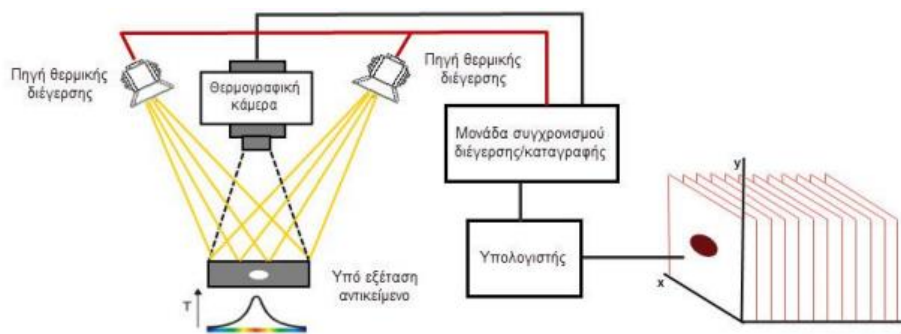 Πηγή θερμικής
διέγερσης
Θερμογραφική
κάμερα
Πηγή θερμικής
διέγερσης
Μονάδα συγχρονισμού
διέγερσης/καταγραφής
Υπολογιστής
Υπό εξέταση
αντικείμενο
T
y
x